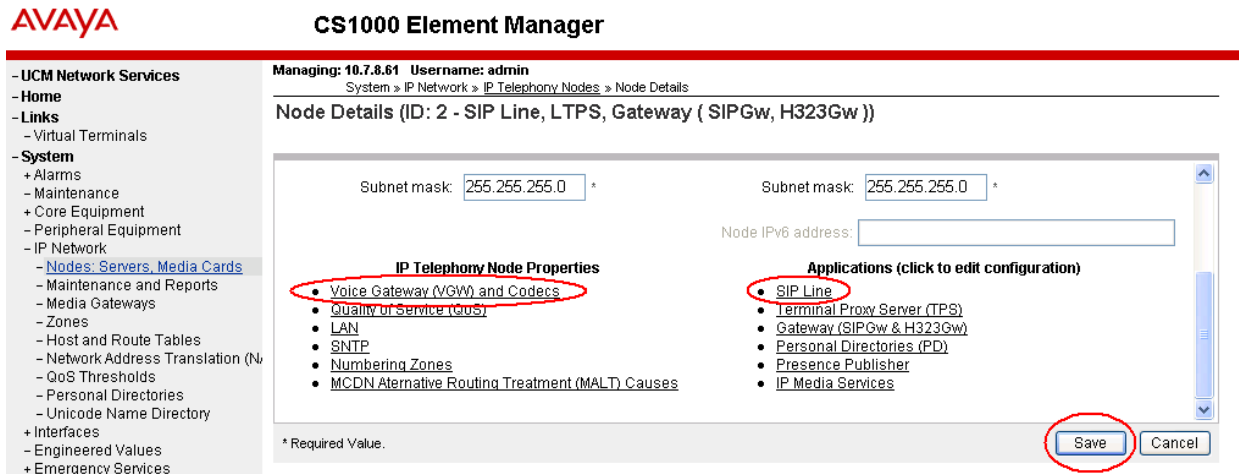 AVAYA
CS1000 Element Manager
- UCM Network Services
- Home
- Links
- Virtual Terminals
- System
+ Alarms
- Maintenance
+ Core Equipment
- Peripheral Equipment
- IP Network
- Nodes: Servers, Media Cards
- Maintenance and Reports
- Media Gateways
- Zones
- Host and Route Tables
- Network Address Translation (N
- QoS Thresholds
- Personal Directories
- Unicode Name Directory
+ Interfaces
- Engineered Values
+ Emergency Services
Managing: 10.7.8.61 Username: admin
System » IP Network » IP Telephony Nodes » Node Details
Node Details (ID: 2 - SIP Line, LTPS, Gateway ( SIPGw, H323Gw ))
Subnet mask: 255.255.255.0 *
Subnet mask: 255.255.255.0 *
Node IPv6 address:
IP Telephony Node Properties
• Voice Gateway (VGW) and Codecs
• Quality of Service (QoS)
• LAN
• SNTP
• Numbering Zones
• MCDN Aternative Routing Treatment (MALT) Causes
Applications (click to edit configuration)
• SIP Line
• Terminal Proxy Server (TPS)
• Gateway (SIPGw & H323Gw)
• Personal Directories (PD)
• Presence Publisher
• IP Media Services
* Required Value.
Save
Cancel